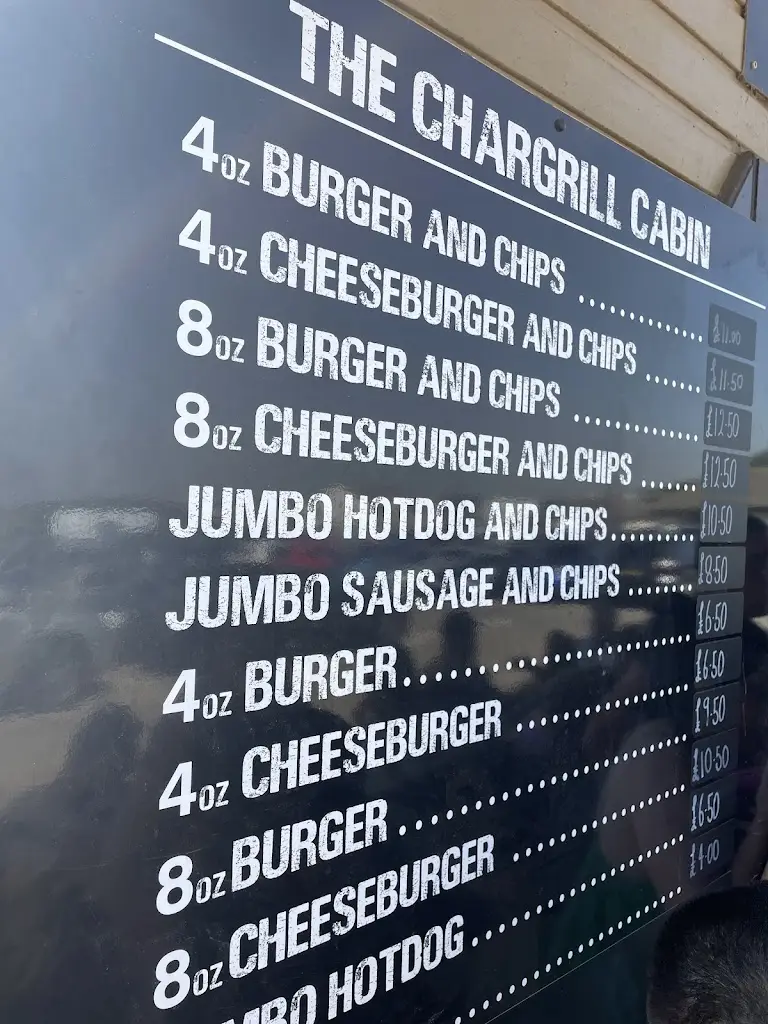 THE CHARGRILL CABIN
4oz BURGER AND CHIPS ............. £11.00
4oz CHEESEBURGER AND CHIPS ...... £11.50
8oz BURGER AND CHIPS ............. £12.50
8oz CHEESEBURGER AND CHIPS ....... £12.50
JUMBO HOTDOG AND CHIPS.......... £10.50
JUMBO SAUSAGE AND CHIPS ....... £8.50
4oz BURGER........................ £6.50
4oz CHEESEBURGER ................ £6.50
8oz BURGER ........................ £9.50
8oz CHEESEBURGER ................ £10.50
MBO HOTDOG .................... £6.50
.................... £4.00